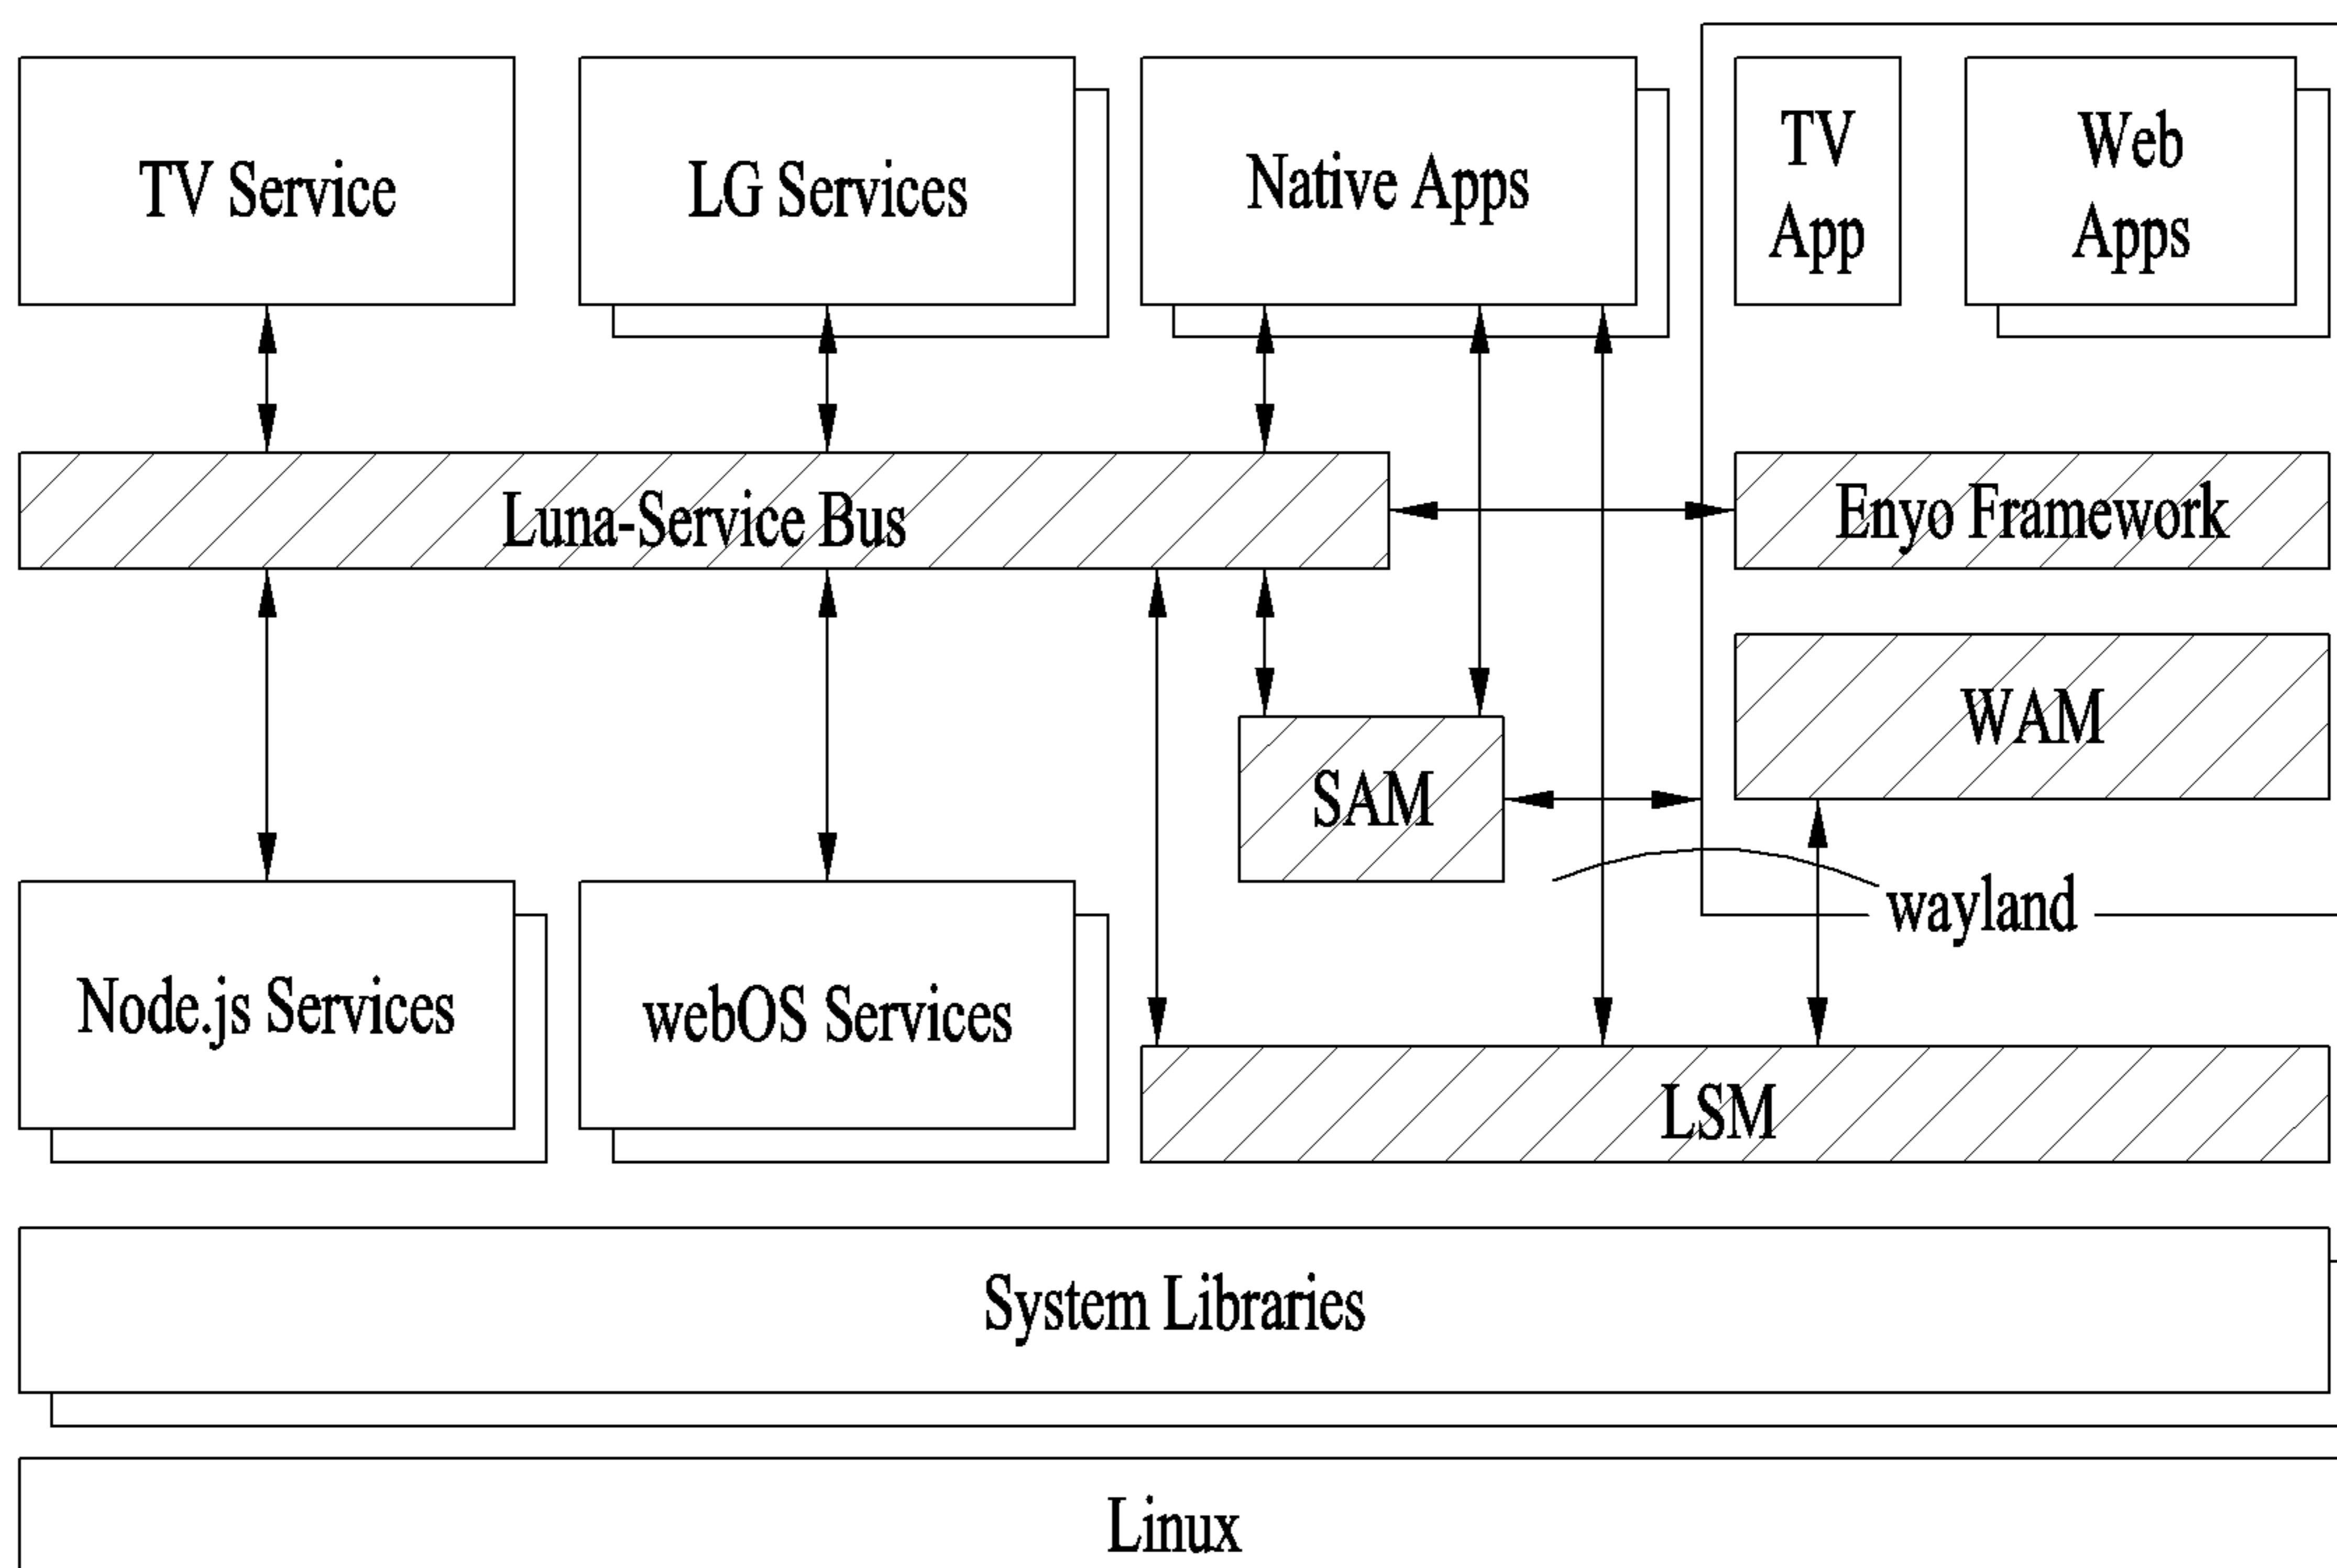 TV Service
LG Services
Native Apps
TV
App
Web
Apps
Luna-Service Bus
Enyo Framework
WAM
SAM
wayland
Node.js Services
webOS Services
LSM
System Libraries
Linux